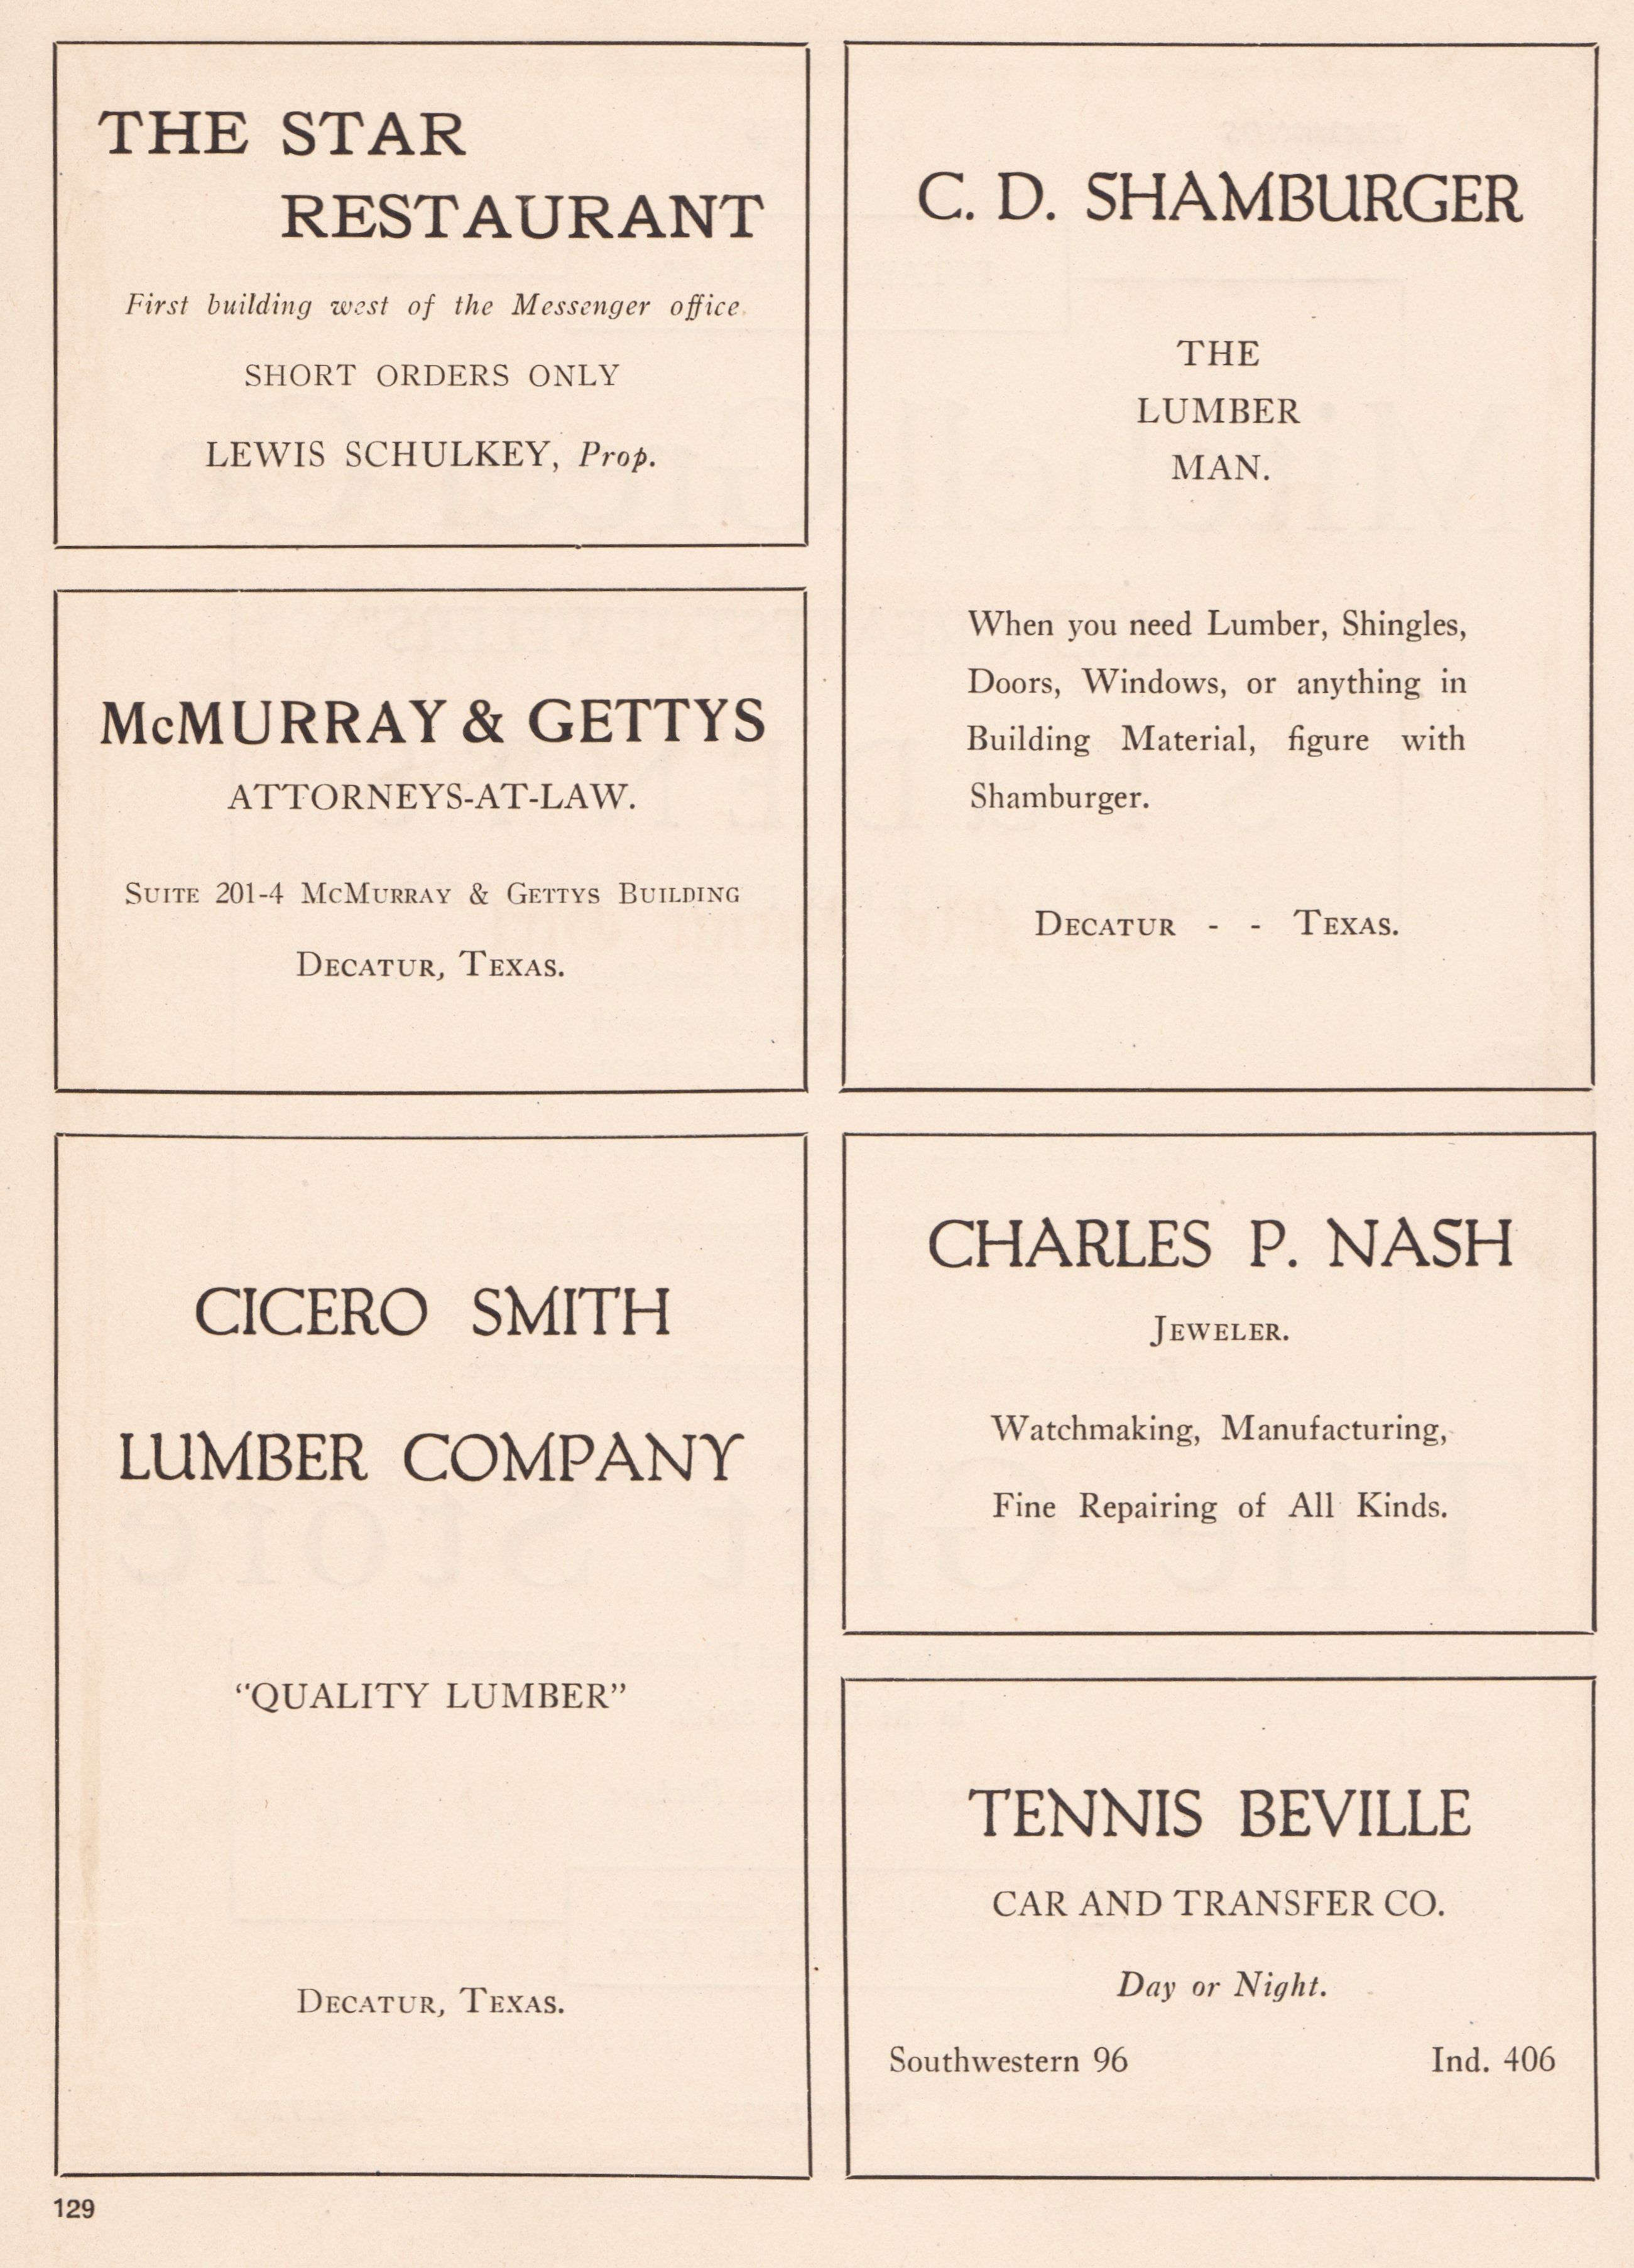 THE STAR
RESTAURANT
First building west of the Messenger office.
SHORT ORDERS ONLY
LEWIS SCHULKEY, Prop.
McMURRAY & GETTYS
ATTORNEYS-AT-LAW.
SUITE 201-4 McMURRAY & GETTYS BUILDING
DECATUR, TEXAS.
CICERO SMITH
LUMBER COMPANY
"QUALITY LUMBER"
DECATUR, TEXAS.
C. D. SHAMBURGER
THE
LUMBER
MAN.
When you need Lumber, Shingles,
Doors, Windows, or anything in
Building Material, figure with
Shamburger.
DECATUR - - TEXAS.
CHARLES P. NASH
JEWELER.
Watchmaking, Manufacturing,
Fine Repairing of All Kinds.
TENNIS BEVILLE
CAR AND TRANSFER CO.
Day or Night.
Southwestern 96 Ind. 406
129